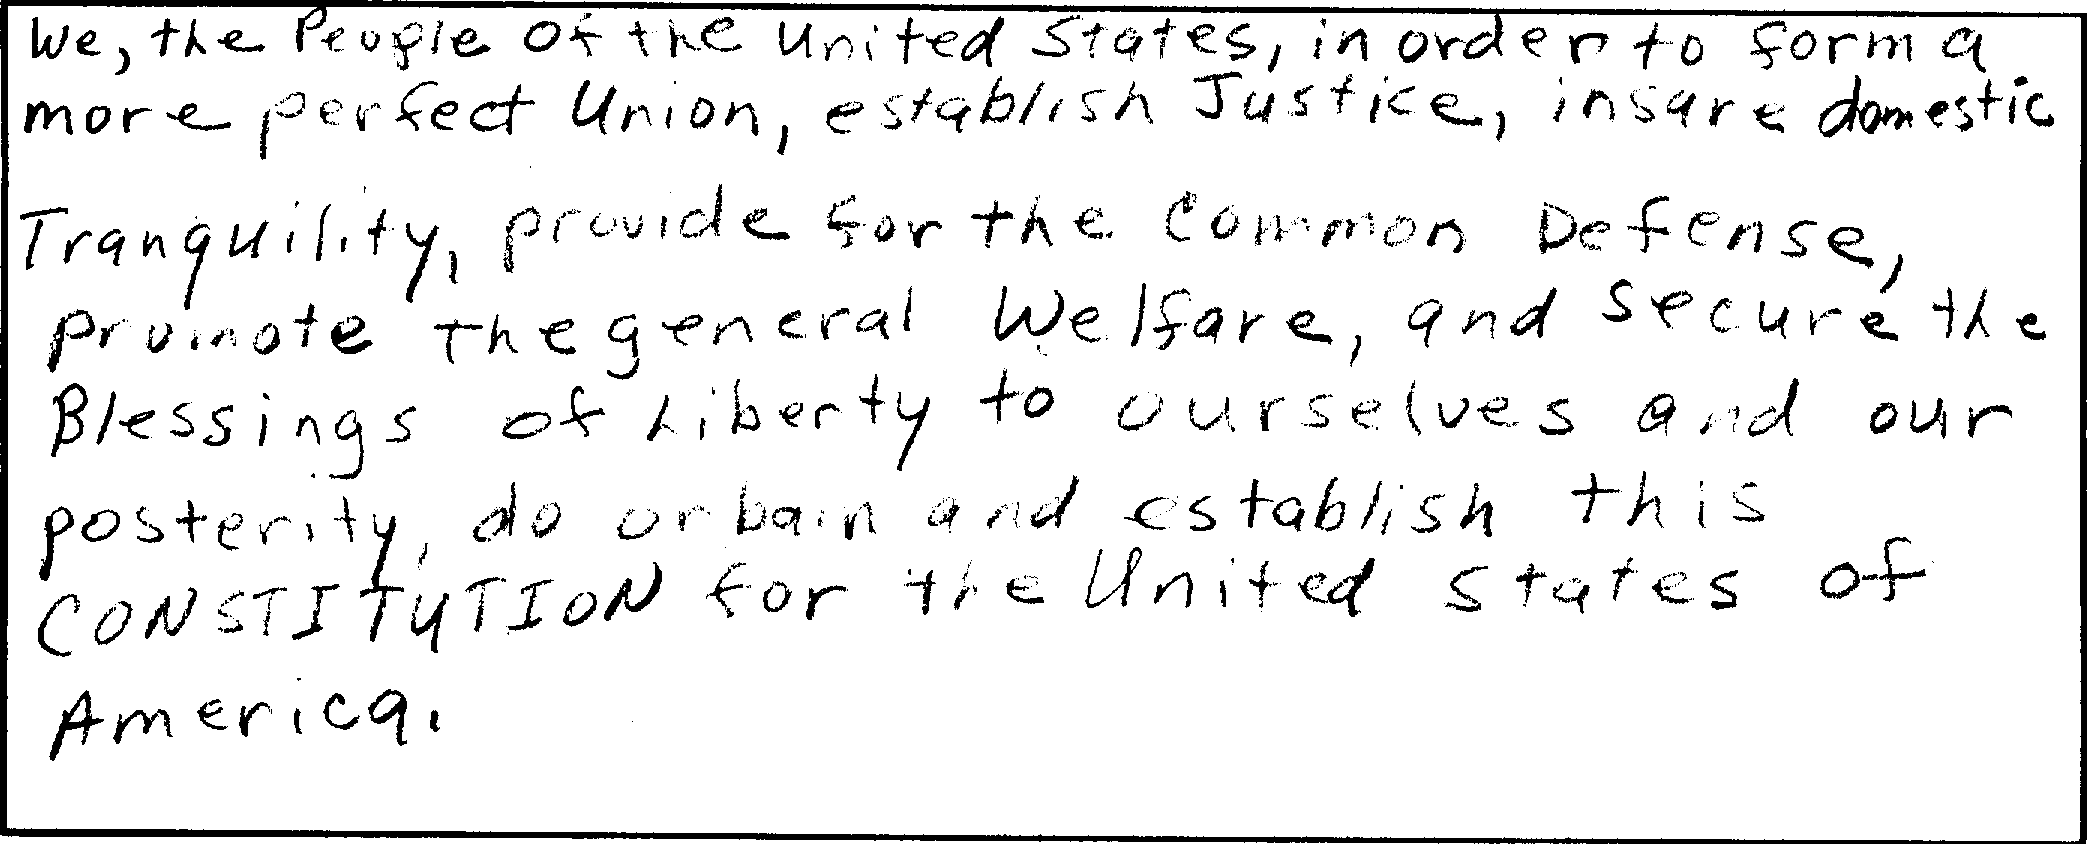 We, the People of the United States, in order to form a
more perfect Union, establish Justice, insure domestic
Tranquility, provide for the Common Defense,
promote the general Welfare, and secure the
Blessings of Liberty to ourselves and our
posterity, do orbain and establish this
CONSTITUTION for the United States of
America.